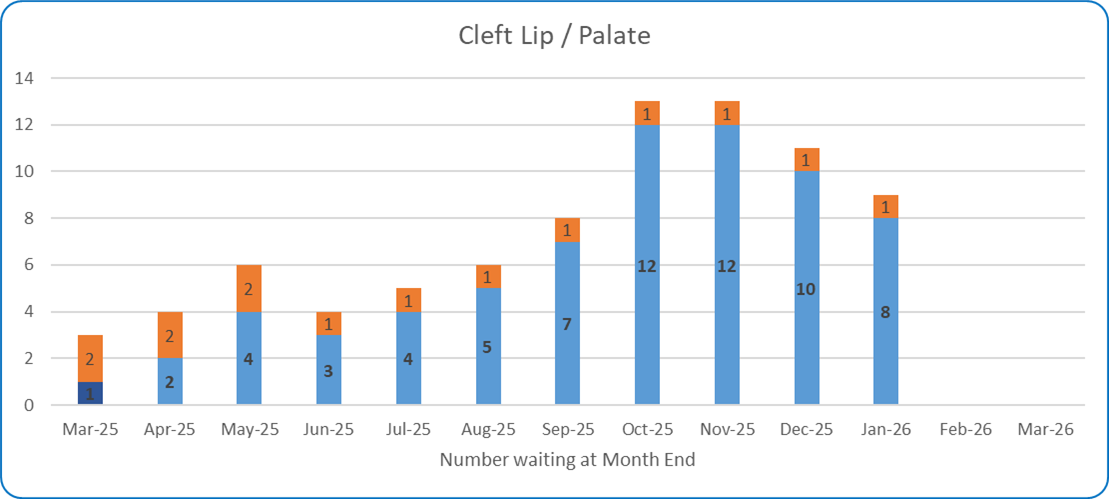 Cleft Lip / Palate
14
12
10
8
6
4
2
0
2 2 2 1 1 1 1 1 1 1 1
1 2 4 3 4 5 7 12 12 10 8
Mar-25 Apr-25 May-25 Jun-25 Jul-25 Aug-25 Sep-25 Oct-25 Nov-25 Dec-25 Jan-26 Feb-26 Mar-26
Number waiting at Month End